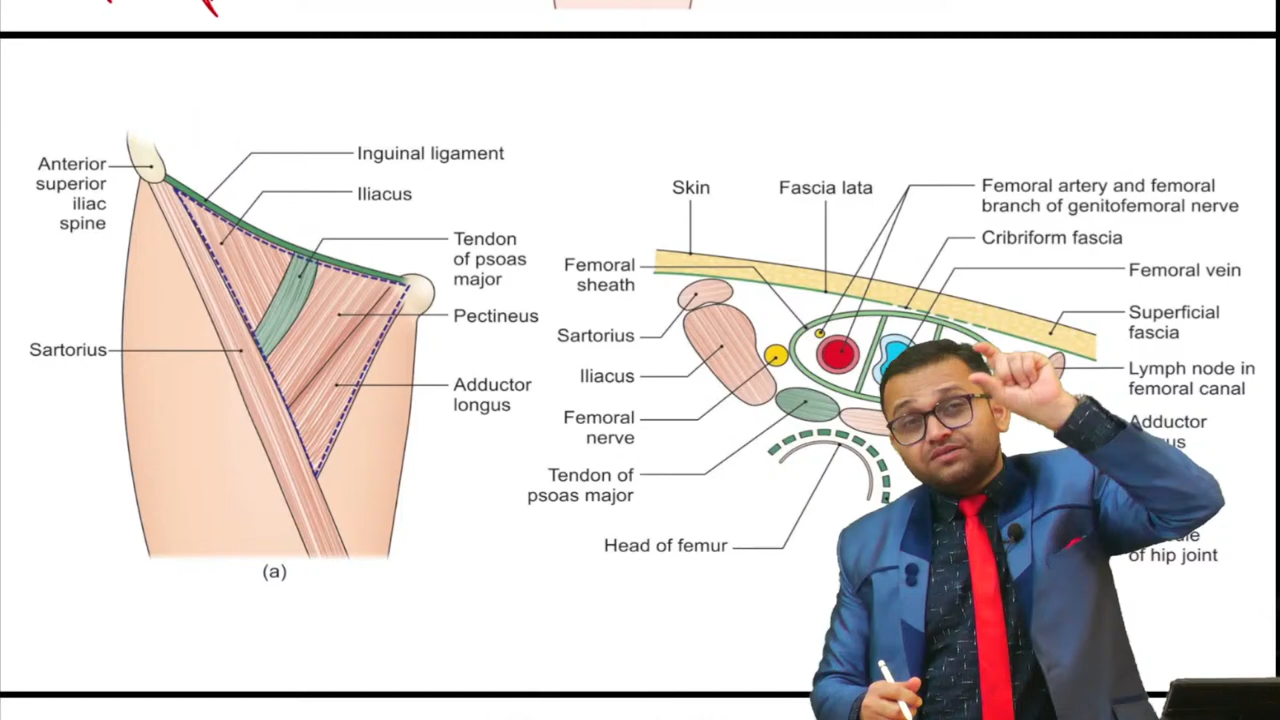 Anterior
superior
iliac
spine
Inguinal ligament
Iliacus
Tendon
of psoas
major
Pectineus
Sartorius
Adductor
longus
(a)
Skin
Fascia lata
Femoral artery and femoral
branch of genitofemoral nerve
Cribriform fascia
Femoral
sheath
Femoral vein
Superficial
fascia
Sartorius
Iliacus
Lymph node in
femoral canal
Femoral
nerve
Adductor
Tendon of
psoas major
Head of femur
of hip joint